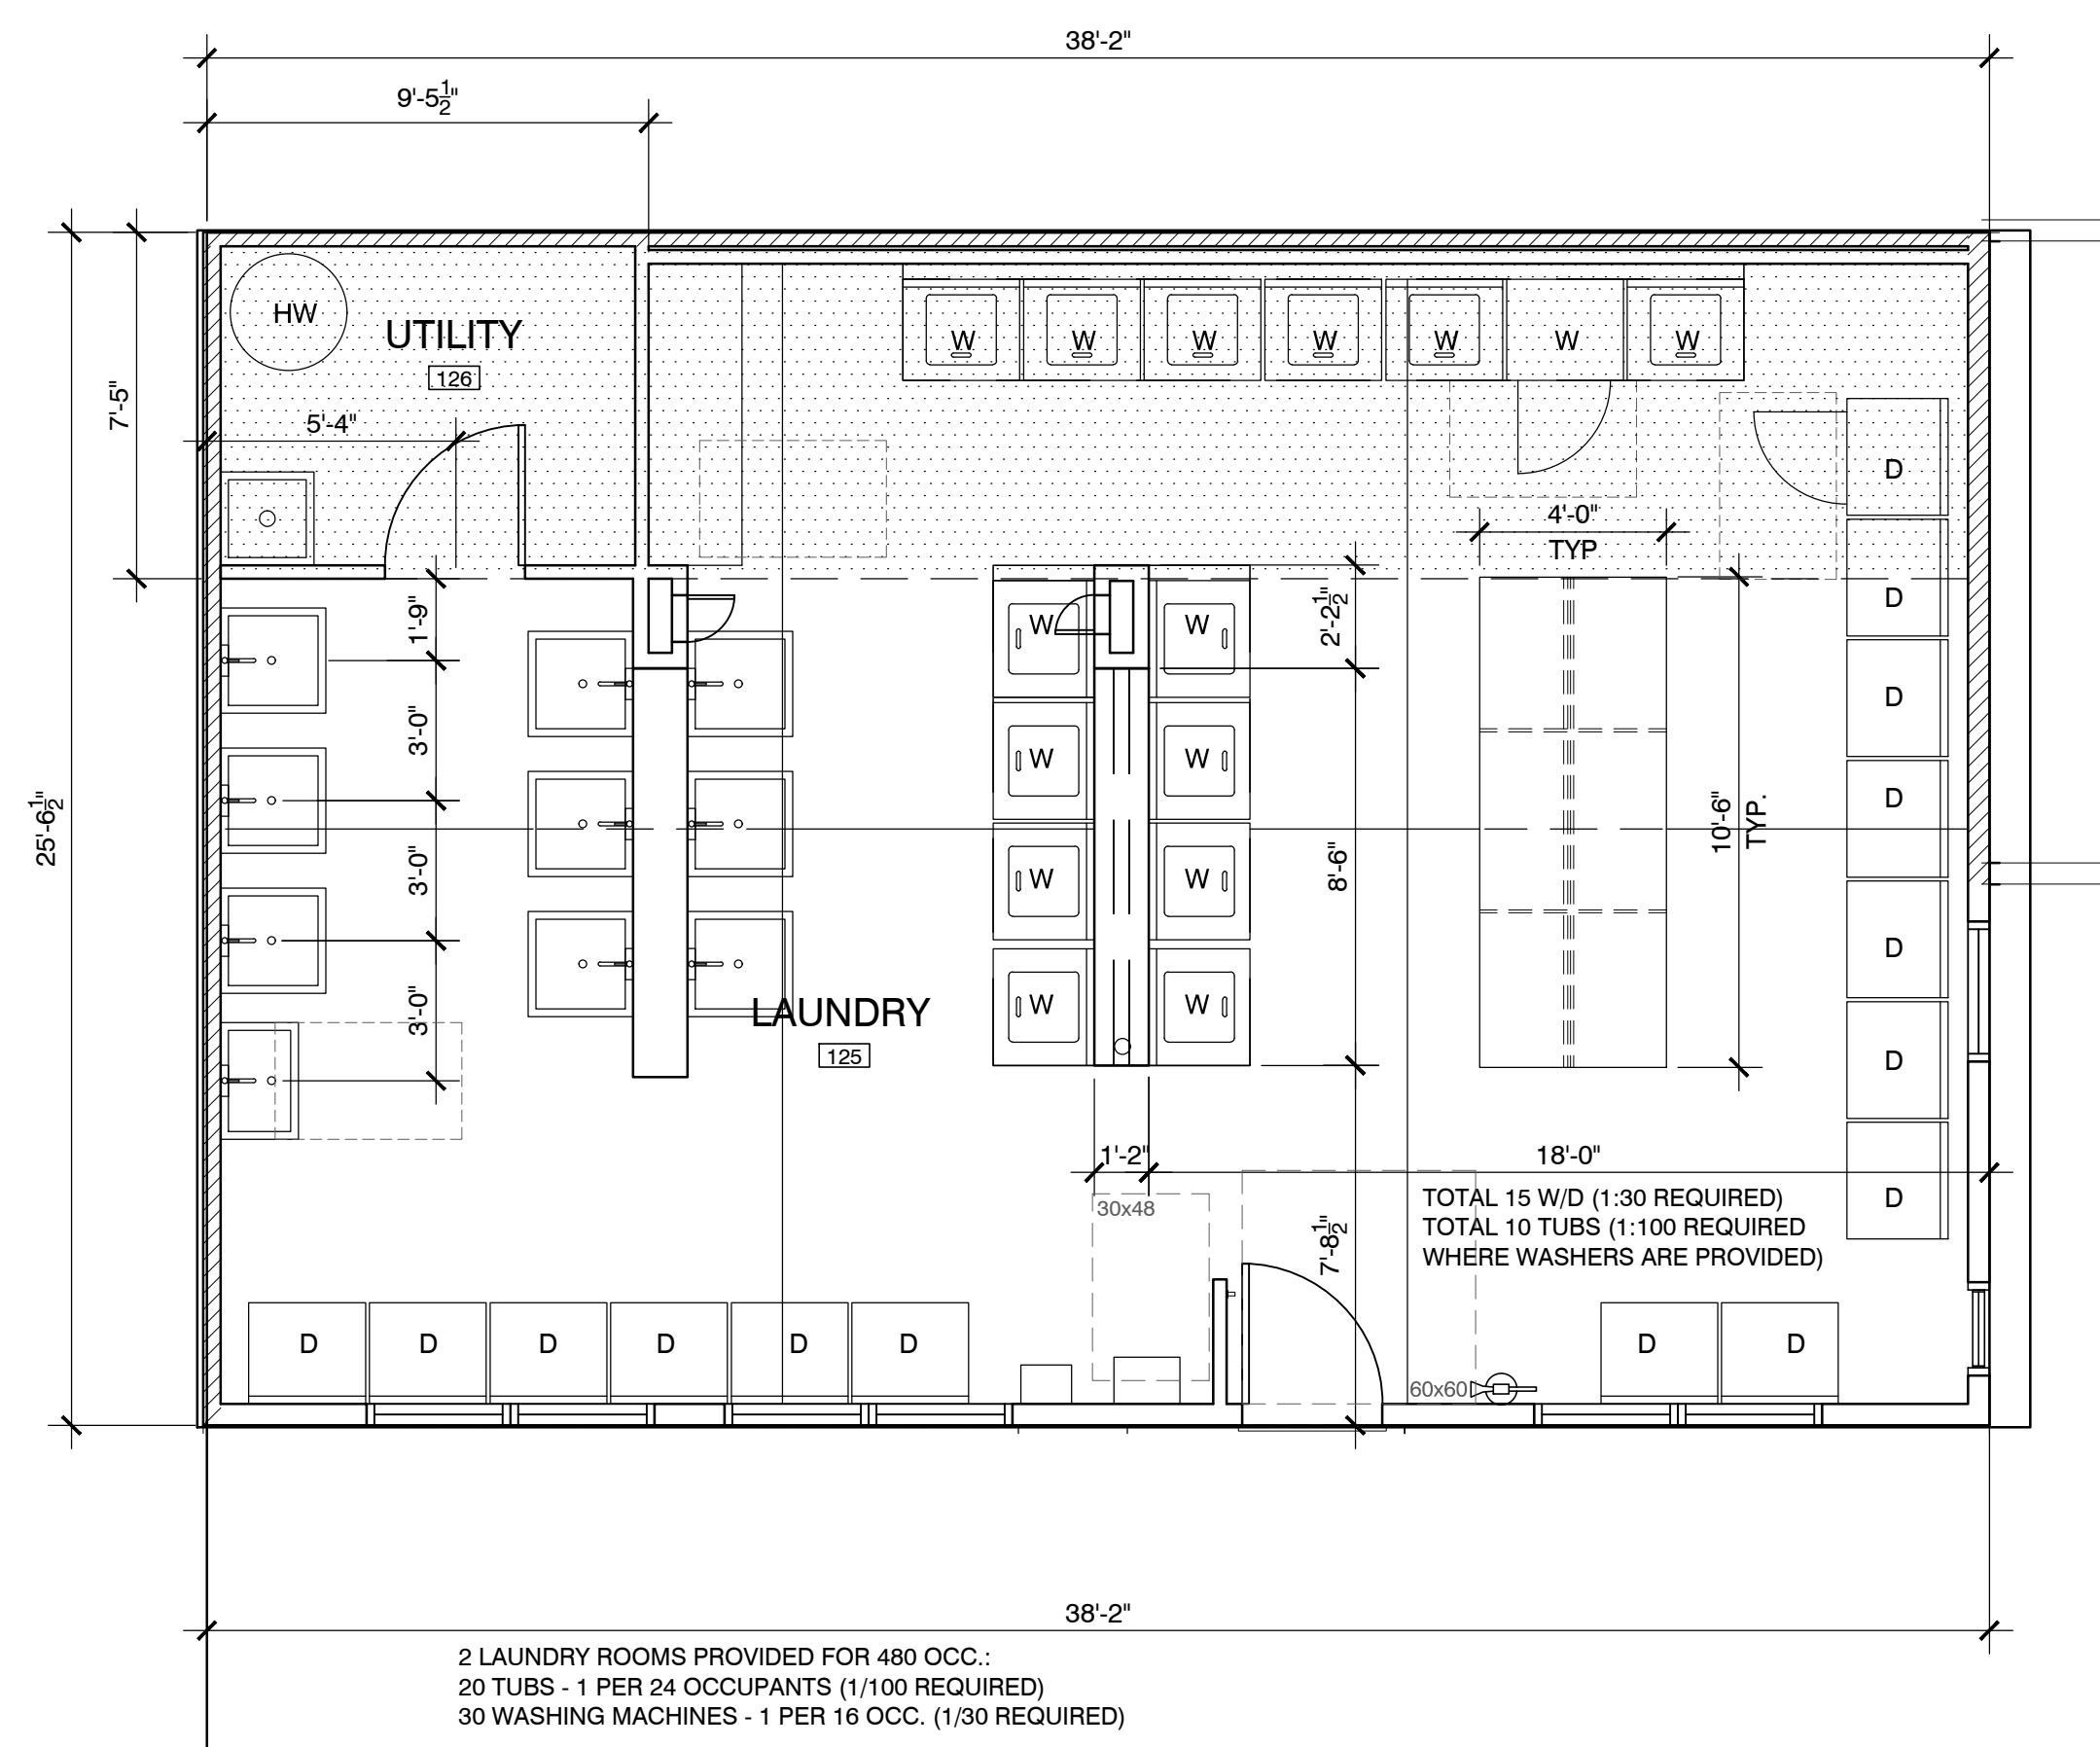 38'-2"
9'-5 1/2"
HW
UTILITY
126
W W W W W W W
7'-5"
5'-4"
D
4'-0"
TYP
1'-9"
W W
2'-2 1/2"
D
3'-0"
D
W W
D
25'-6 1/2"
10'-6"
TYP.
3'-0"
W W
8'-6"
D
3'-0"
LAUNDRY
125
W W
D
1'-2"
18'-0"
30x48
TOTAL 15 W/D (1:30 REQUIRED)
TOTAL 10 TUBS (1:100 REQUIRED
WHERE WASHERS ARE PROVIDED)
D
7'-8 1/2"
D D D D D D
D D
60x60
38'-2"
2 LAUNDRY ROOMS PROVIDED FOR 480 OCC.:
20 TUBS - 1 PER 24 OCCUPANTS (1/100 REQUIRED)
30 WASHING MACHINES - 1 PER 16 OCC. (1/30 REQUIRED)